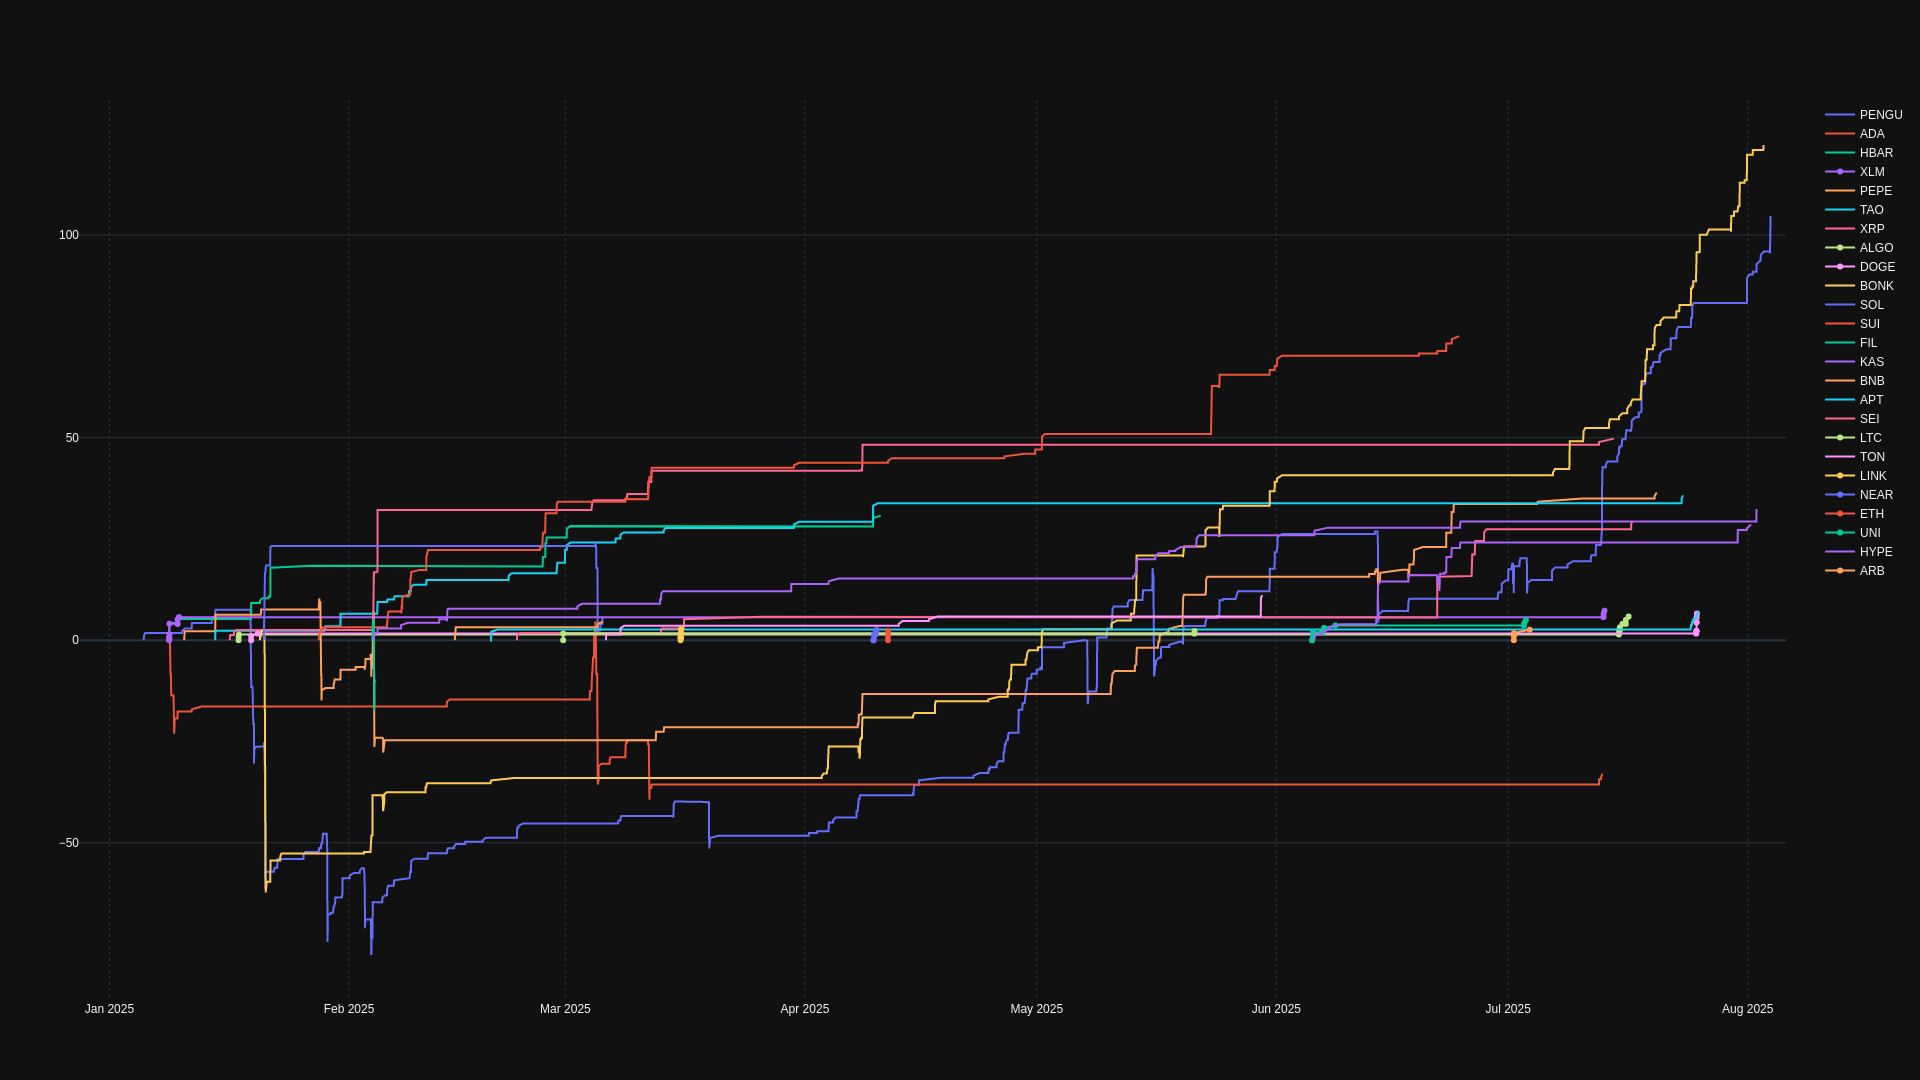 100
50
0
−50
Jan 2025
Feb 2025
Mar 2025
Apr 2025
May 2025
Jun 2025
Jul 2025
Aug 2025
PENGU
ADA
HBAR
XLM
PEPE
TAO
XRP
ALGO
DOGE
BONK
SOL
SUI
FIL
KAS
BNB
APT
SEI
LTC
TON
LINK
NEAR
ETH
UNI
HYPE
ARB